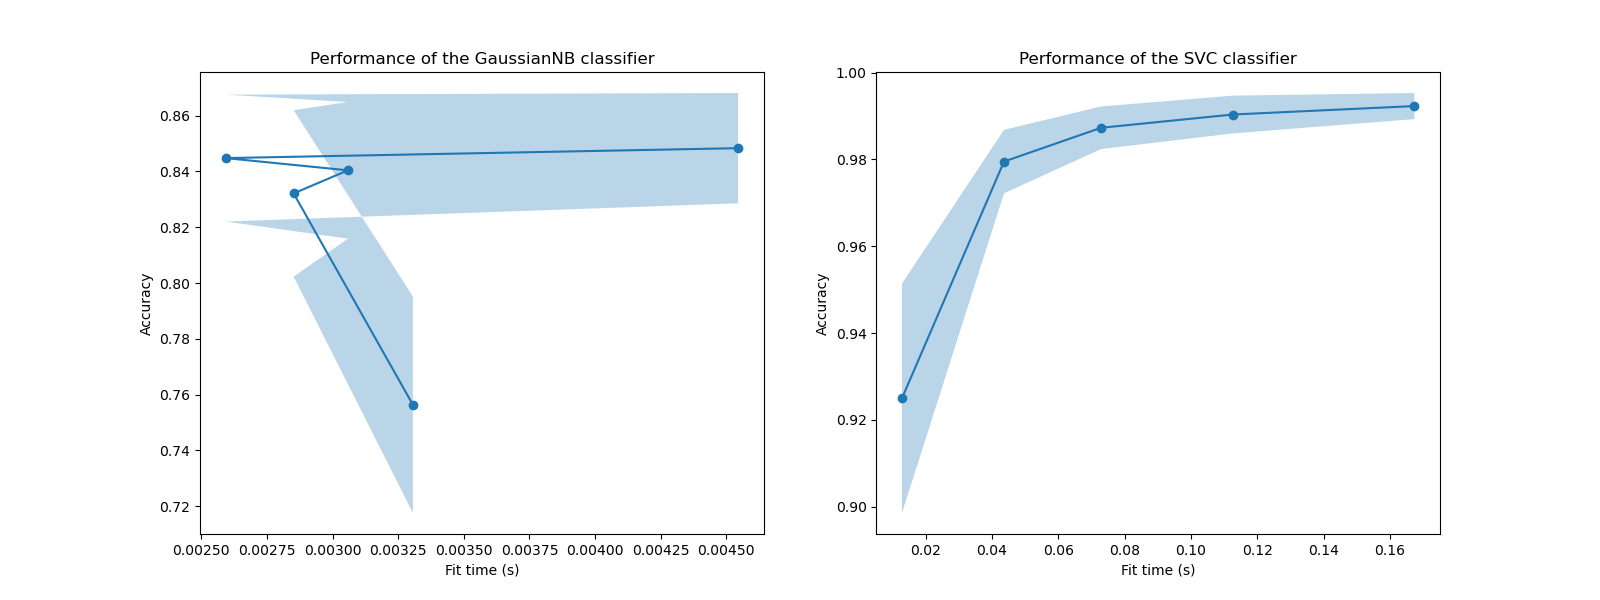 Performance of the GaussianNB classifier
0.86
0.84
0.82
0.80
0.78
0.76
0.74
0.72
Accuracy
0.00250 0.00275 0.00300 0.00325 0.00350 0.00375 0.00400 0.00425 0.00450
Fit time (s)
Performance of the SVC classifier
1.00
0.98
0.96
0.94
0.92
0.90
Accuracy
0.02 0.04 0.06 0.08 0.10 0.12 0.14 0.16
Fit time (s)